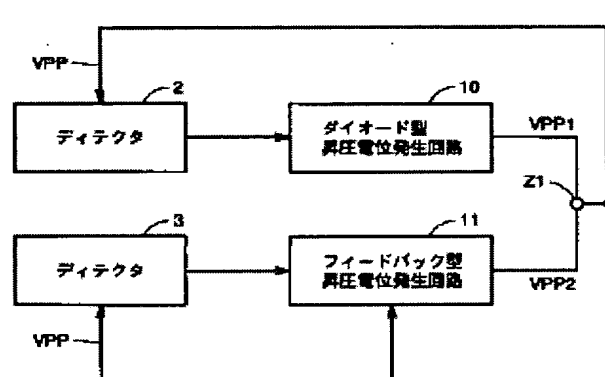 VPP
2
10
ディテクタ
ダイオード型
昇圧電位発生回路
VPP1
Z1
3
11
ディテクタ
フィードバック型
昇圧電位発生回路
VPP2
VPP